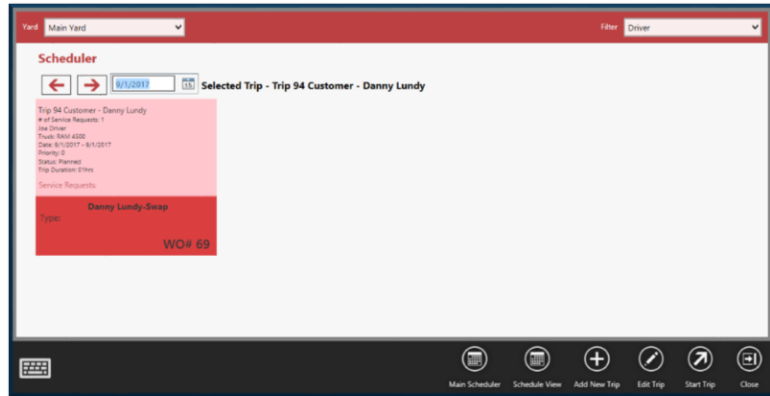 Yard Main Yard Filter Driver
Scheduler
9/1/2017 15 Selected Trip - Trip 94 Customer - Danny Lundy
Trip 94 Customer - Danny Lundy
# of Service Requests: 1
Joe Driver
Truck: RAM 4500
Date: 9/1/2017 - 9/1/2017
Priority: 0
Status: Planned
Trip Duration: 01hrs
Service Requests
Danny Lundy-Swap
Type:
WO# 69
Main Scheduler Schedule View Add New Trip Edit Trip Start Trip Close